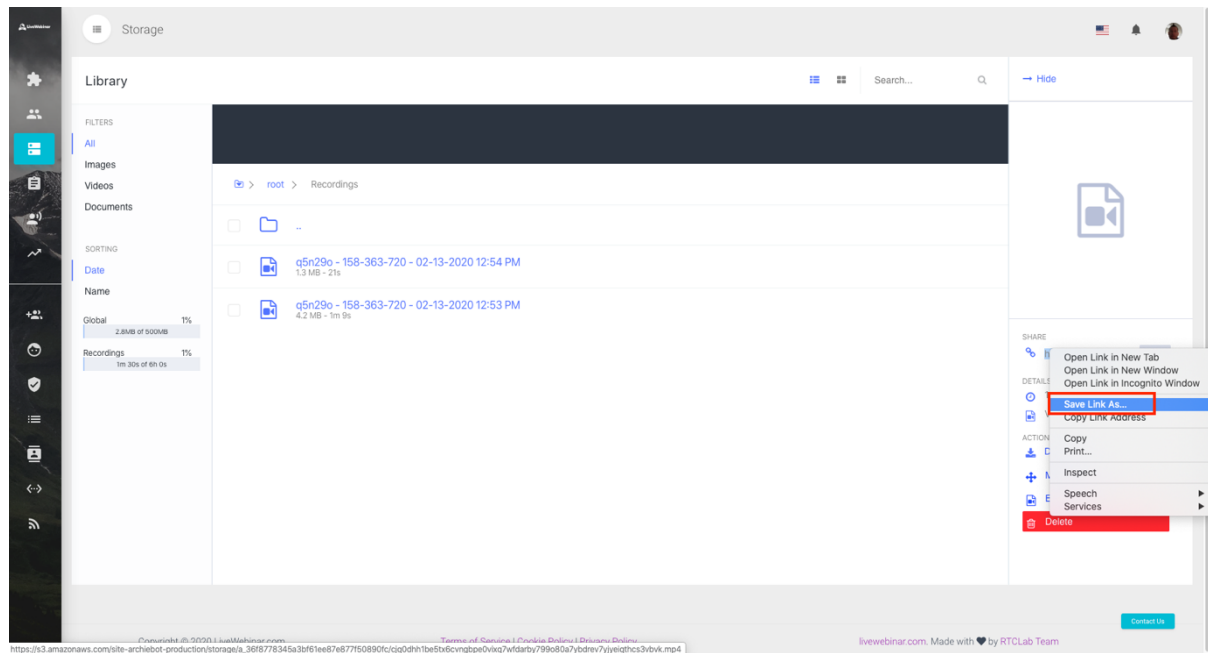 LiveWebinar
Storage
Library
Search...
→ Hide
FILTERS
All
Images
Videos
Documents
SORTING
Date
Name
Global 1%
2.8MB of 500MB
Recordings 1%
1m 30s of 6h 0s
> root > Recordings
..
q5n29o - 158-363-720 - 02-13-2020 12:54 PM
1.3 MB - 21s
q5n29o - 158-363-720 - 02-13-2020 12:53 PM
4.2 MB - 1m 9s
SHARE
h
DETAILS
ACTION
D
M
E
Delete
Open Link in New Tab
Open Link in New Window
Open Link in Incognito Window
Save Link As...
Copy Link Address
Copy
Print...
Inspect
Speech
Services
Contact Us
Copyright © 2020 LiveWebinar.com
Terms of Service | Cookie Policy | Privacy Policy
livewebinar.com. Made with by RTCLab Team